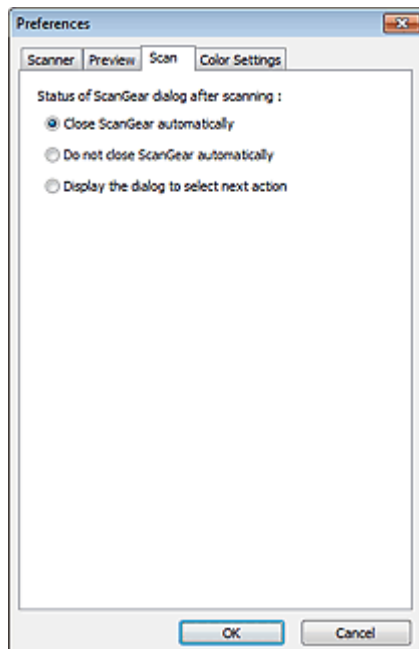 Preferences
Scanner Preview Scan Color Settings
Status of ScanGear dialog after scanning :
Close ScanGear automatically
Do not close ScanGear automatically
Display the dialog to select next action
OK Cancel